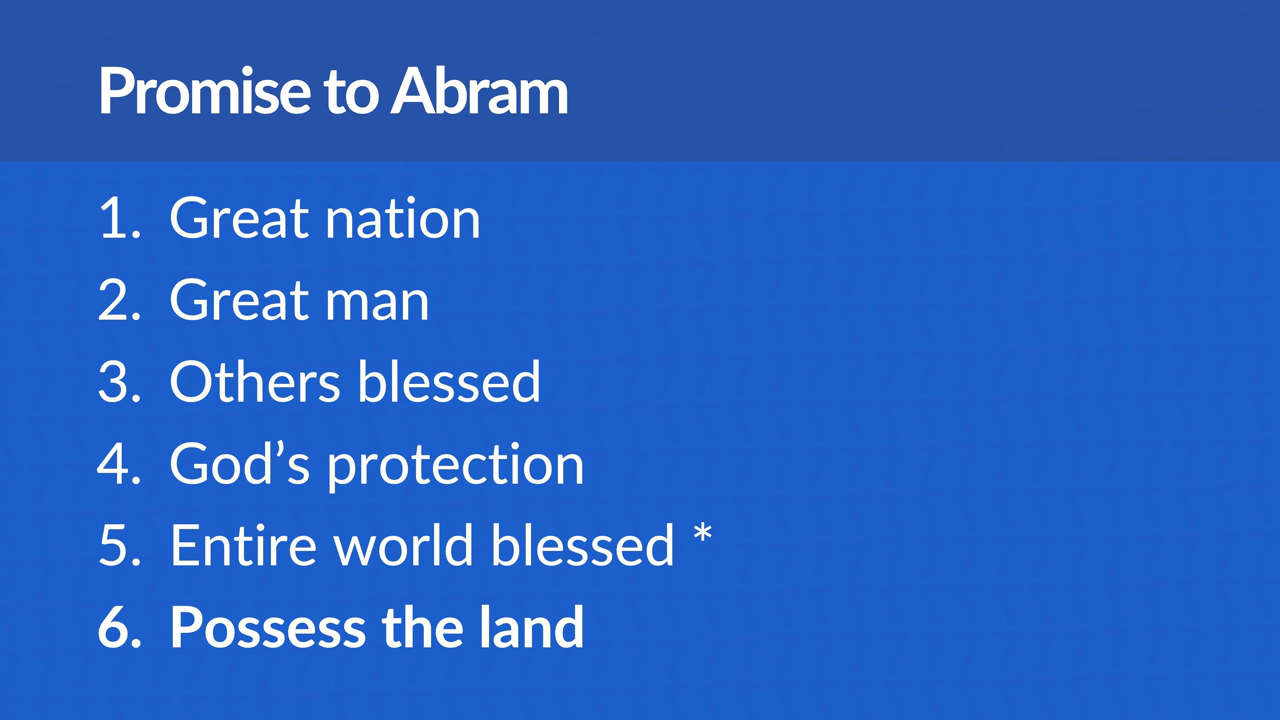 Promise to Abram
1. Great nation
2. Great man
3. Others blessed
4. God’s protection
5. Entire world blessed *
6. Possess the land